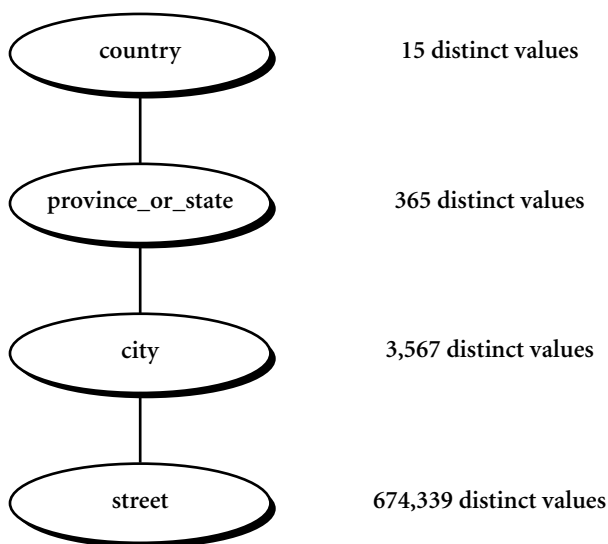 country 15 distinct values
province_or_state 365 distinct values
city 3,567 distinct values
street 674,339 distinct values